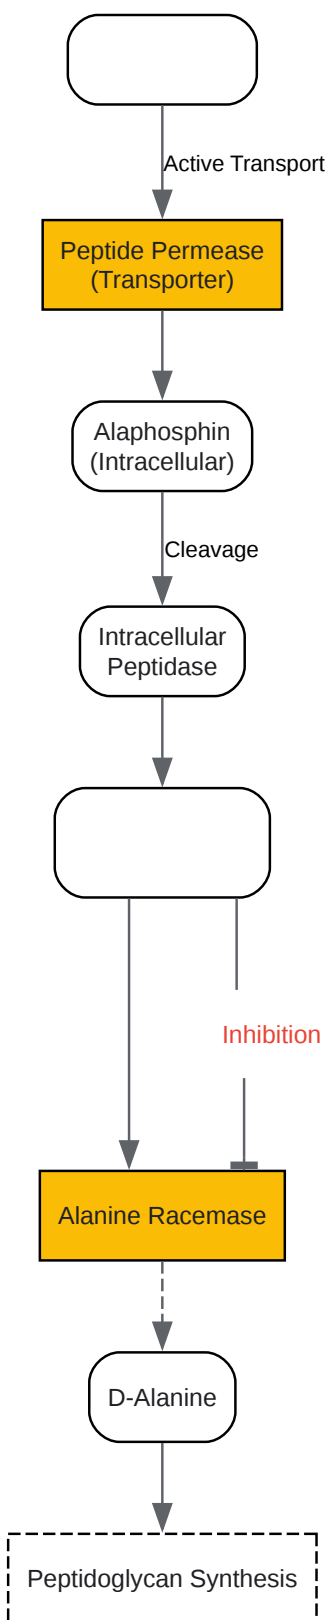 Active Transport
Peptide Permease
(Transporter)
Alaphosphin
(Intracellular)
Cleavage
Intracellular
Peptidase
Inhibition
Alanine Racemase
D-Alanine
Peptidoglycan Synthesis